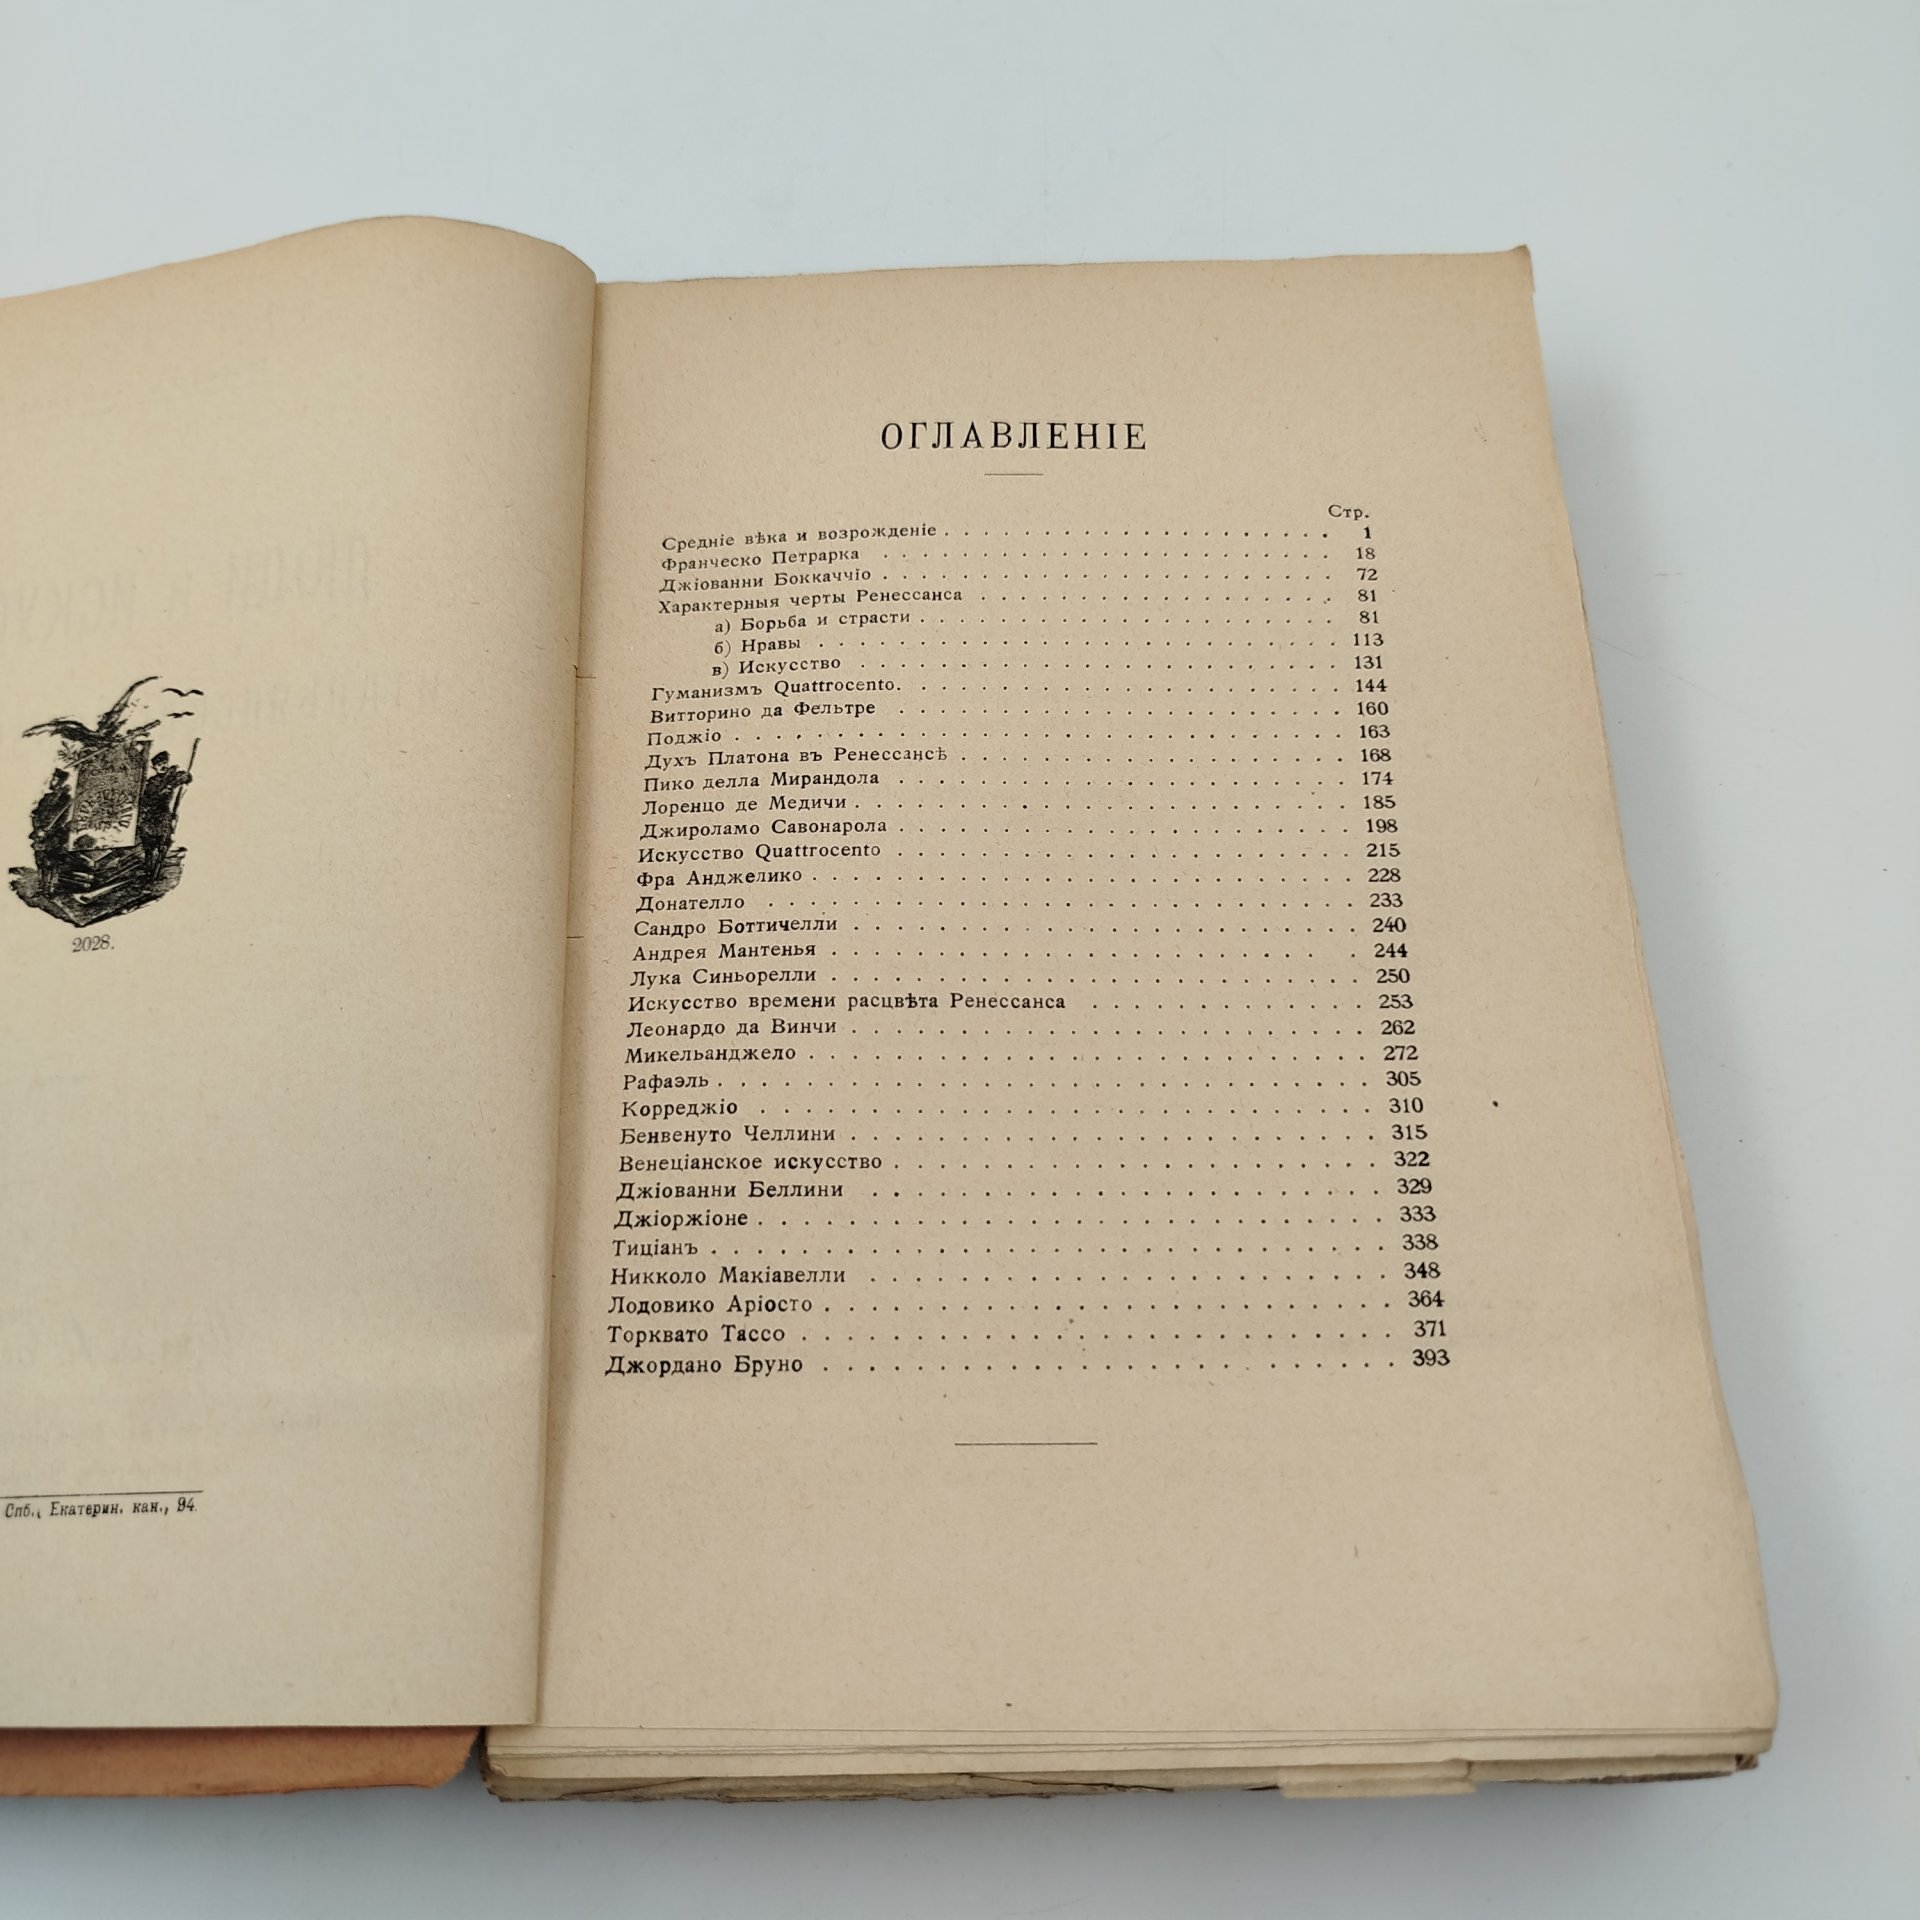 2028.
Спб., Екатерин. кан., 94.
ОГЛАВЛЕНІЕ
Стр.
Средніе вѣка и возрожденіе . . . . . . . . . . . . . . . . . . . . 1
Франческо Петрарка . . . . . . . . . . . . . . . . . . . . . . . 18
Джіованни Боккаччіо . . . . . . . . . . . . . . . . . . . . . . . 72
Характерныя черты Ренессанса . . . . . . . . . . . . . . . . . . 81
а) Борьба и страсти . . . . . . . . . . . . . . . . . . . . . 81
б) Нравы . . . . . . . . . . . . . . . . . . . . . . . . . . 113
в) Искусство . . . . . . . . . . . . . . . . . . . . . . . . 131
Гуманизмъ Quattrocento. . . . . . . . . . . . . . . . . . . . . . 144
Витторино да Фельтре . . . . . . . . . . . . . . . . . . . . . . 160
Поджіо . . . . . . . . . . . . . . . . . . . . . . . . . . . . . 163
Духъ Платона въ Ренессансѣ . . . . . . . . . . . . . . . . . . . 168
Пико делла Мирандола . . . . . . . . . . . . . . . . . . . . . . 174
Лоренцо де Медичи . . . . . . . . . . . . . . . . . . . . . . . . 185
Джироламо Савонарола . . . . . . . . . . . . . . . . . . . . . . 198
Искусство Quattrocento . . . . . . . . . . . . . . . . . . . . . 215
Фра Анджелико . . . . . . . . . . . . . . . . . . . . . . . . . . 228
Донателло . . . . . . . . . . . . . . . . . . . . . . . . . . . . 233
Сандро Боттичелли . . . . . . . . . . . . . . . . . . . . . . . . 240
Андрея Мантенья . . . . . . . . . . . . . . . . . . . . . . . . . 244
Лука Синьорелли . . . . . . . . . . . . . . . . . . . . . . . . . 250
Искусство времени расцвѣта Ренессанса . . . . . . . . . . . . . . 253
Леонардо да Винчи . . . . . . . . . . . . . . . . . . . . . . . . 262
Микельанджело . . . . . . . . . . . . . . . . . . . . . . . . . . 272
Рафаэль . . . . . . . . . . . . . . . . . . . . . . . . . . . . . 305
Корреджіо . . . . . . . . . . . . . . . . . . . . . . . . . . . . 310
Бенвенуто Челлини . . . . . . . . . . . . . . . . . . . . . . . . 315
Венеціанское искусство . . . . . . . . . . . . . . . . . . . . . 322
Джіованни Беллини . . . . . . . . . . . . . . . . . . . . . . . . 329
Джіоржіоне . . . . . . . . . . . . . . . . . . . . . . . . . . . 333
Тиціанъ . . . . . . . . . . . . . . . . . . . . . . . . . . . . . 338
Никколо Макіавелли . . . . . . . . . . . . . . . . . . . . . . . 348
Лодовико Аріосто . . . . . . . . . . . . . . . . . . . . . . . . 364
Торквато Тассо . . . . . . . . . . . . . . . . . . . . . . . . . 371
Джордано Бруно . . . . . . . . . . . . . . . . . . . . . . . . . 393